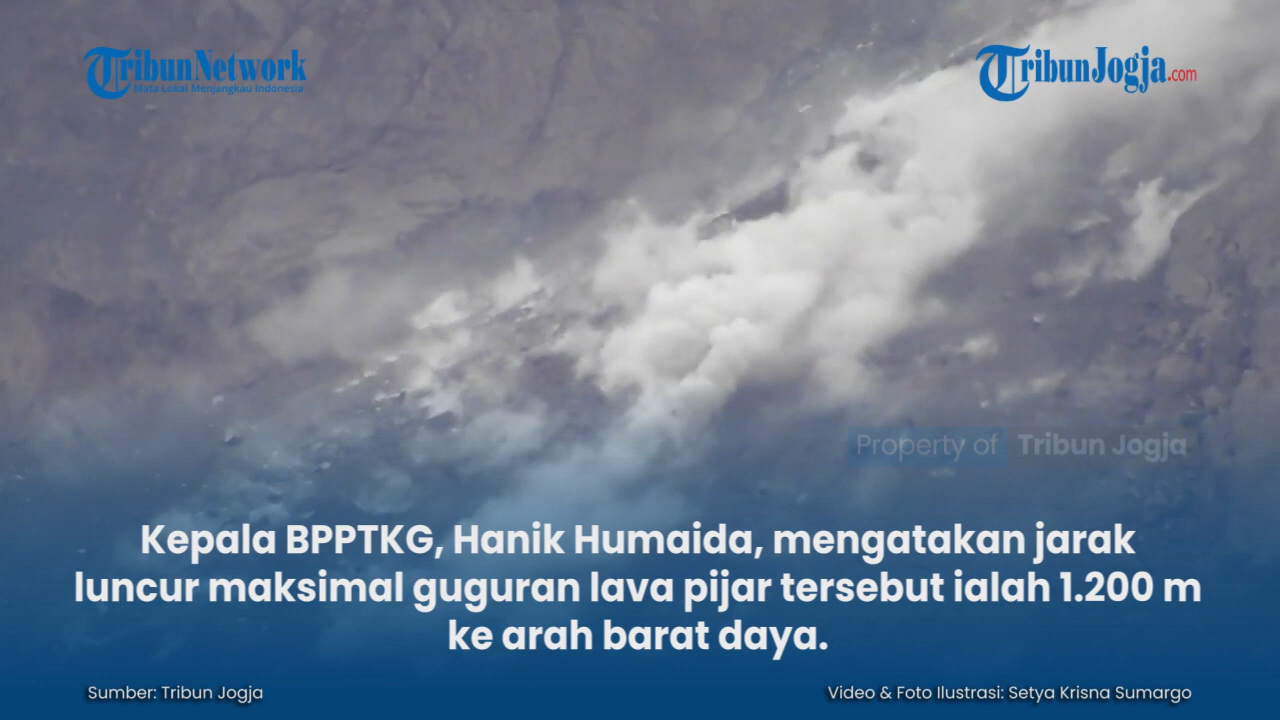 TribunNetwork
Mata Lokal Menjangkau Indonesia
TribunJogja.com
Property of Tribun Jogja
Kepala BPPTKG, Hanik Humaida, mengatakan jarak
luncur maksimal guguran lava pijar tersebut ialah 1.200 m
ke arah barat daya.
Sumber: Tribun Jogja
Video & Foto Ilustrasi: Setya Krisna Sumargo